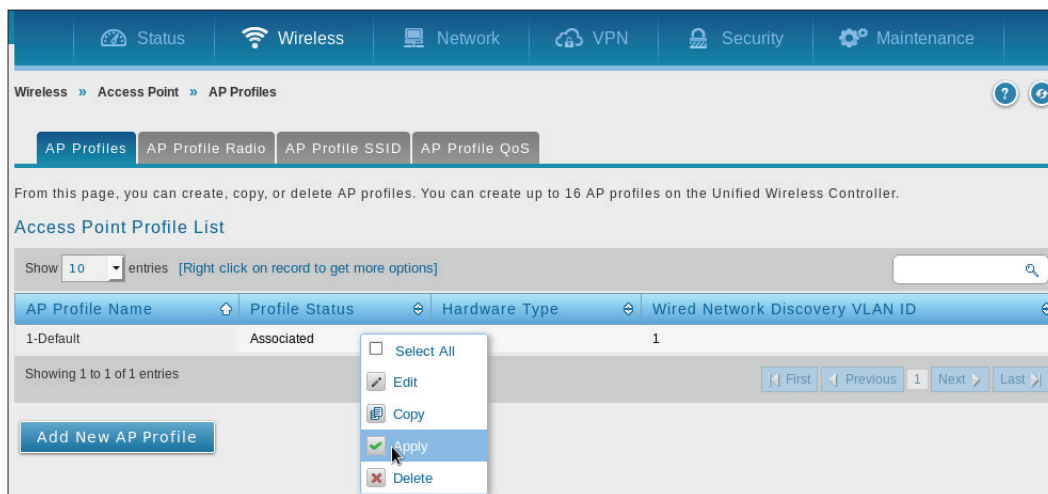 Status Wireless Network VPN Security Maintenance
Wireless » Access Point » AP Profiles ?
AP Profiles AP Profile Radio AP Profile SSID AP Profile QoS
From this page, you can create, copy, or delete AP profiles. You can create up to 16 AP profiles on the Unified Wireless Controller.
Access Point Profile List
Show 10 entries [Right click on record to get more options]
AP Profile Name Profile Status Hardware Type Wired Network Discovery VLAN ID
1-Default Associated 1
Select All
Showing 1 to 1 of 1 entries First Previous 1 Next Last
Edit
Copy
Add New AP Profile
Apply
Delete